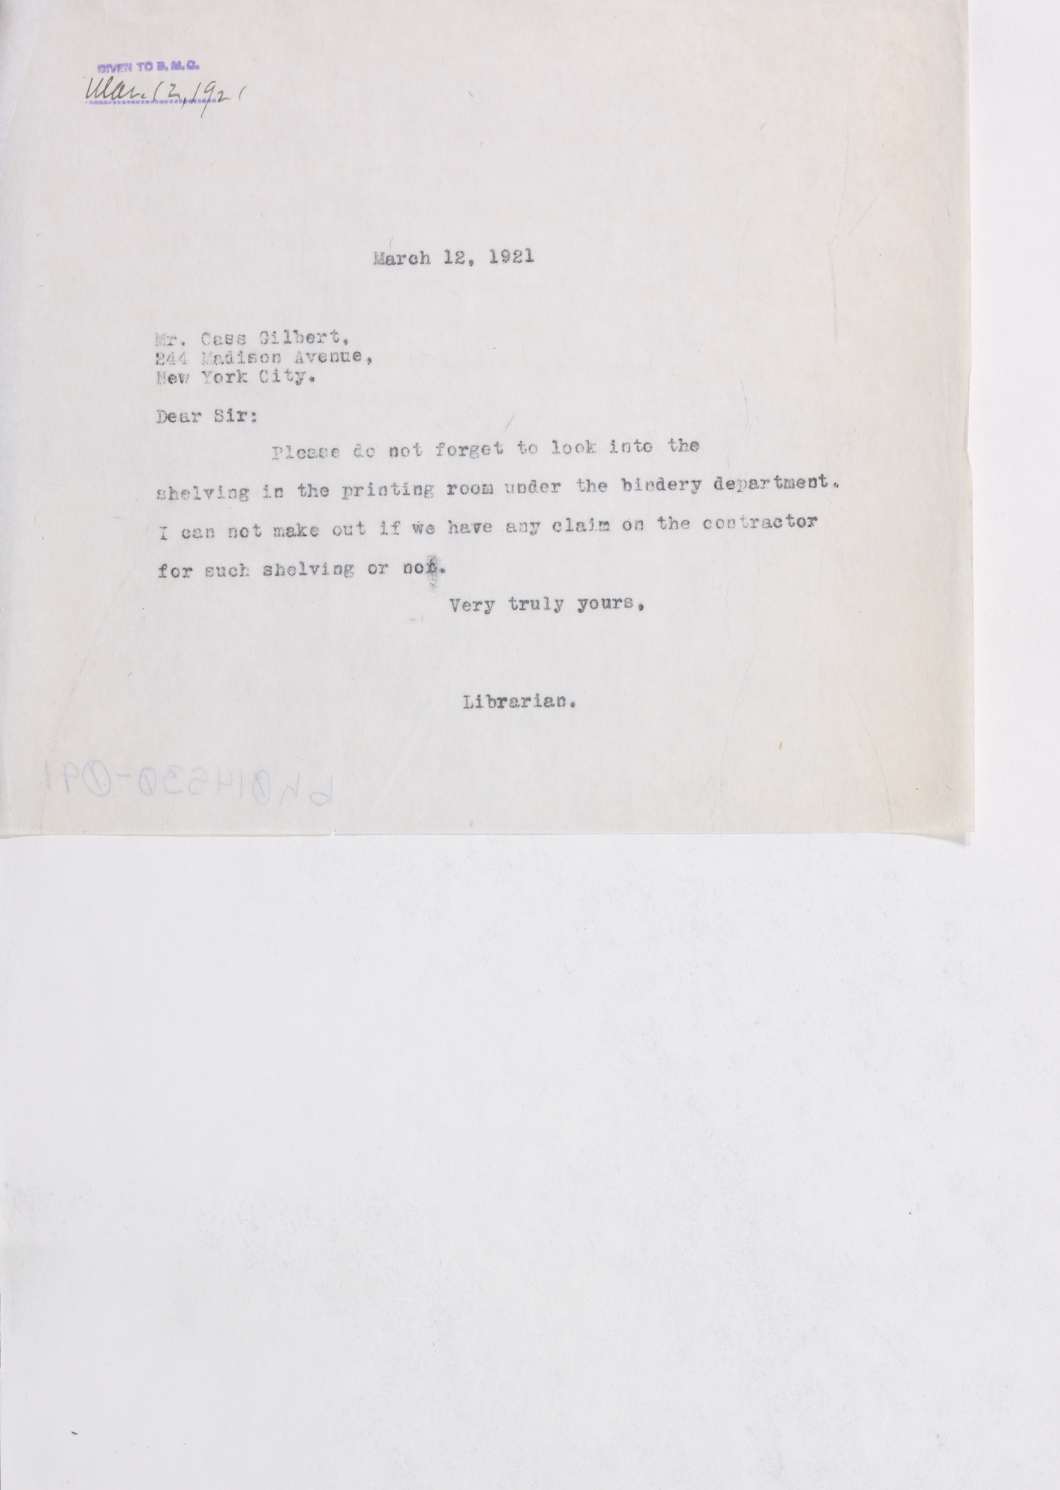 GIVEN TO B. M. C.
Mar. 12, 1921
March 12, 1921
Mr. Cass Gilbert,
244 Madison Avenue,
New York City.
Dear Sir:
Please do not forget to look into the
shelving in the printing room under the bindery department.
I can not make out if we have any claim on the contractor
for such shelving or not.
Very truly yours,
Librarian.